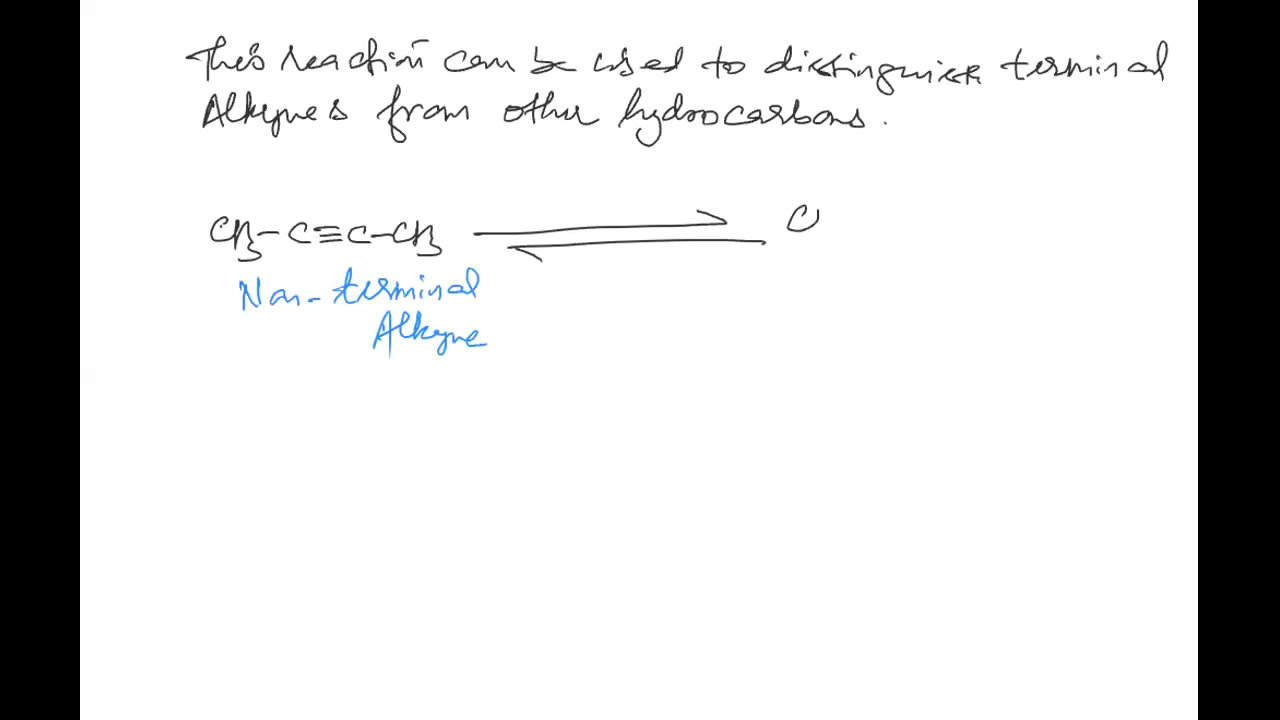 This reaction can be used to distinguish terminal
Alkynes from other hydrocarbons.
CH₃–C≡C–CH₃ ⇌ C
Non-terminal
Alkyne